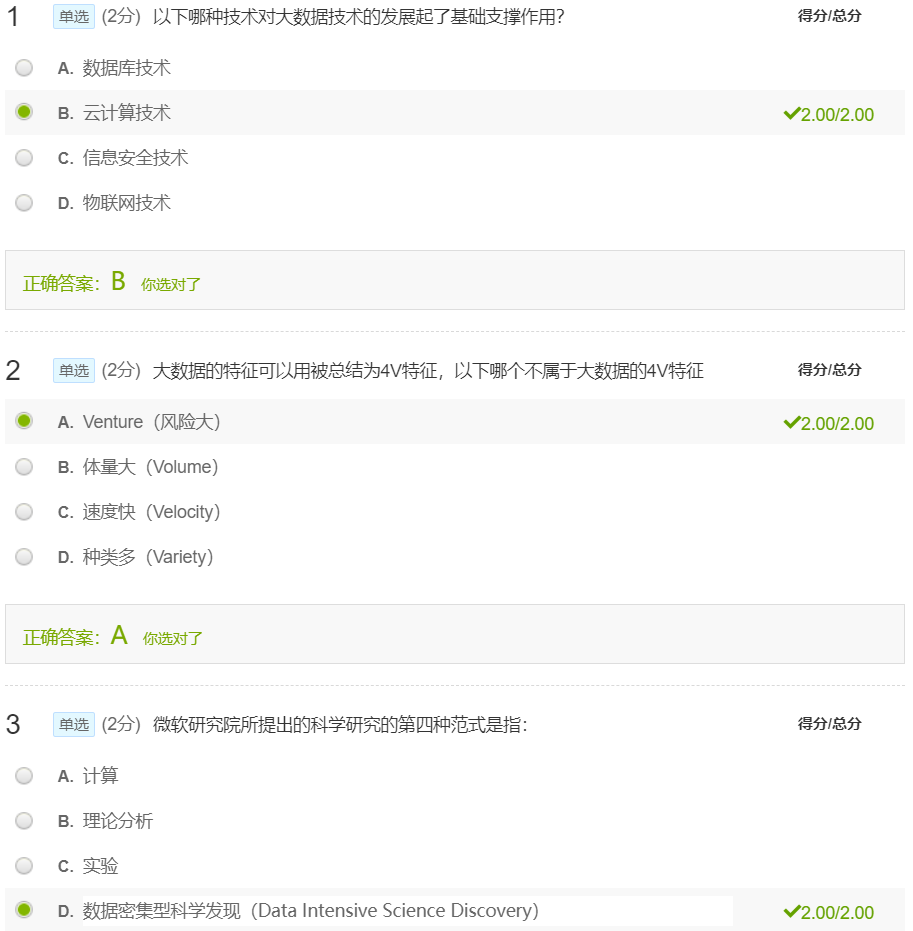 1 单选 (2分) 以下哪种技术对大数据技术的发展起了基础支撑作用? 得分/总分
A. 数据库技术
B. 云计算技术 2.00/2.00
C. 信息安全技术
D. 物联网技术
正确答案：B 你选对了
2 单选 (2分) 大数据的特征可以用被总结为4V特征，以下哪个不属于大数据的4V特征 得分/总分
A. Venture（风险大） 2.00/2.00
B. 体量大（Volume）
C. 速度快（Velocity）
D. 种类多（Variety）
正确答案：A 你选对了
3 单选 (2分) 微软研究院所提出的科学研究的第四种范式是指： 得分/总分
A. 计算
B. 理论分析
C. 实验
D. 数据密集型科学发现（Data Intensive Science Discovery） 2.00/2.00